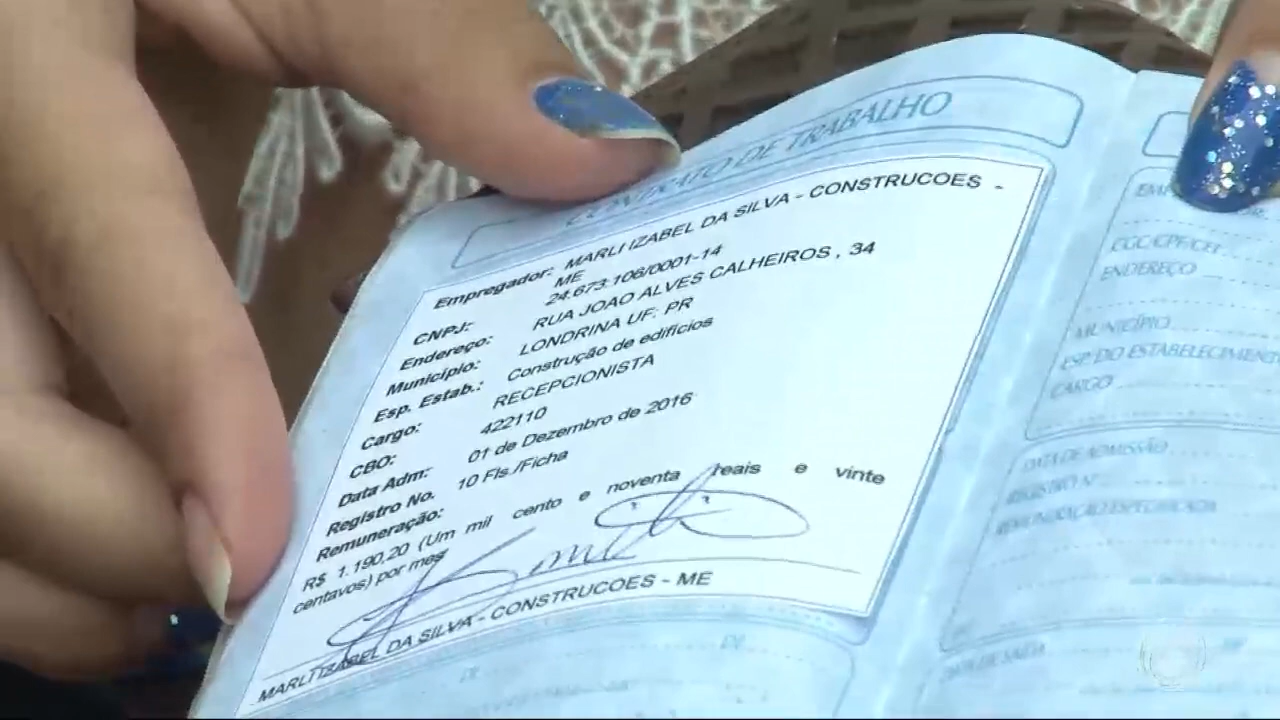 CONTRATO DE TRABALHO
Empregador: MARLI IZABEL DA SILVA - CONSTRUCOES -
ME
CNPJ: 24.673.106/0001-14
Endereço: RUA JOAO ALVES CALHEIROS , 34
Município: LONDRINA UF: PR
Esp. Estab.: Construção de edifícios
Cargo: RECEPCIONISTA
CBO: 422110
Data Adm: 01 de Dezembro de 2016
Registro No. 10 Fls./Ficha
Remuneração:
R$ 1.190,20 (Um mil cento e noventa reais e vinte
centavos) por mes
MARLI IZABEL DA SILVA - CONSTRUCOES - ME
DE DE
CGC/CPF/CEI
ENDEREÇO
MUNICÍPIO
ESP. DO ESTABELECIMENTO
CARGO
DATA DE ADMISSÃO
REGISTRO Nº
REMUNERAÇÃO ESPECIFICADA